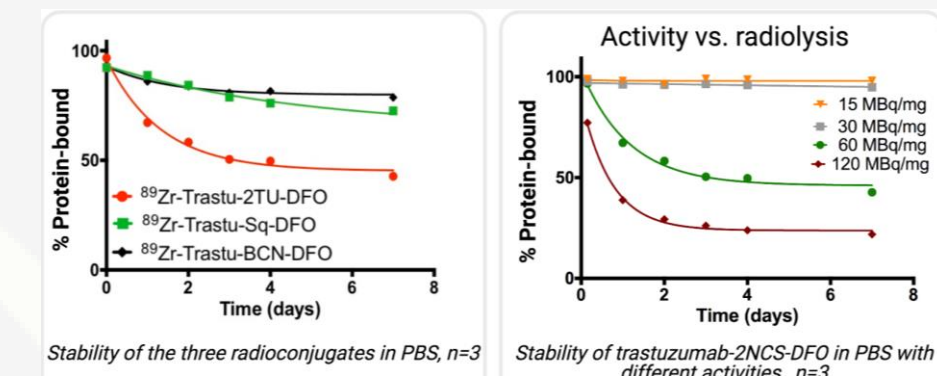 100
50
0
% Protein-bound
⁸⁹Zr-Trastu-2TU-DFO
⁸⁹Zr-Trastu-Sq-DFO
⁸⁹Zr-Trastu-BCN-DFO
0 2 4 6 8
Time (days)
Stability of the three radioconjugates in PBS, n=3
Activity vs. radiolysis
100
50
0
% Protein-bound
15 MBq/mg
30 MBq/mg
60 MBq/mg
120 MBq/mg
0 2 4 6 8
Time (days)
Stability of trastuzumab-2NCS-DFO in PBS with
different activities, n=3